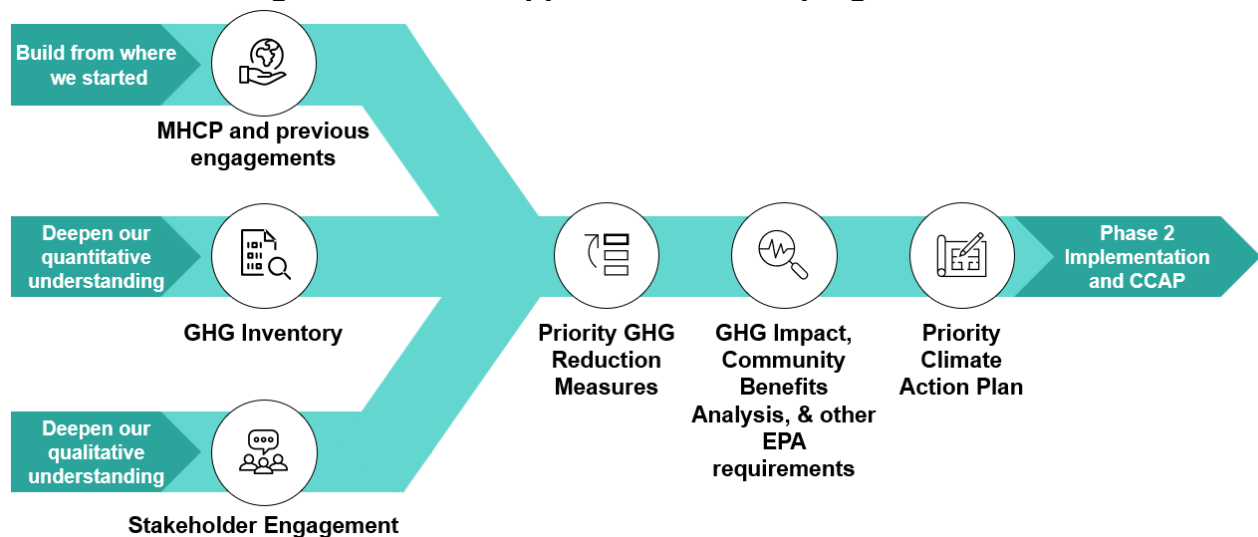 Build from where
we started
MHCP and previous
engagements
Deepen our
quantitative
understanding
GHG Inventory
Deepen our
qualitative
understanding
Stakeholder Engagement
Priority GHG
Reduction
Measures
GHG Impact,
Community
Benefits
Analysis, & other
EPA
requirements
Priority
Climate
Action Plan
Phase 2
Implementation
and CCAP